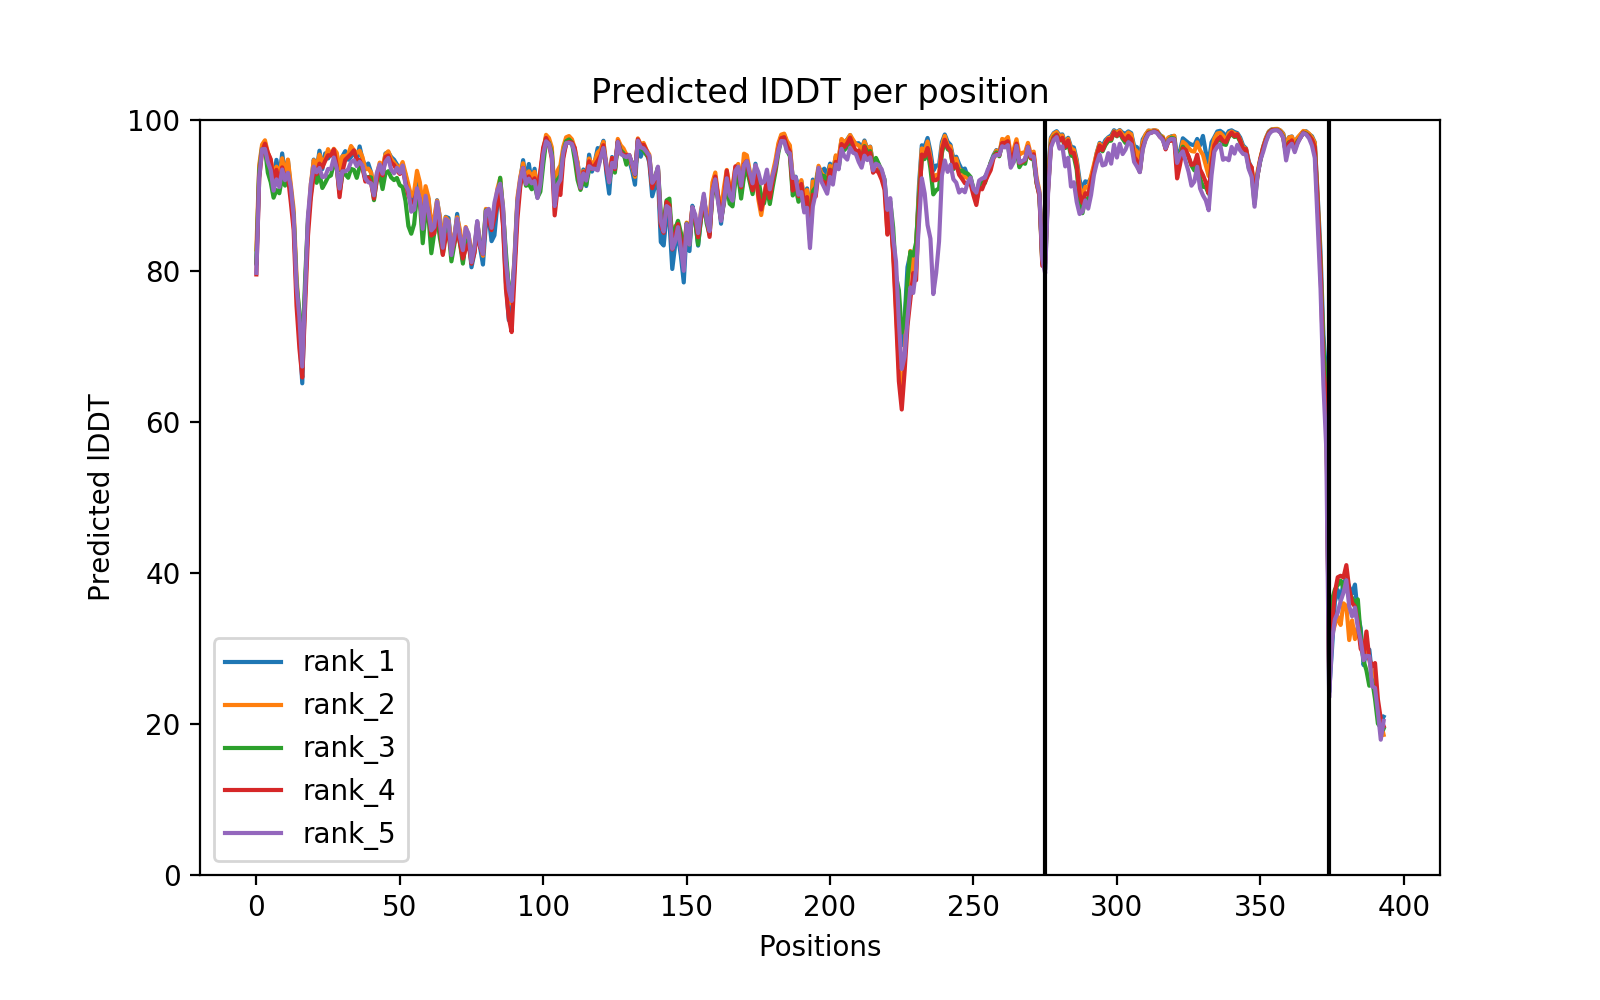 Predicted lDDT per position
100
80
60
40
20
0
Predicted lDDT
rank_1
rank_2
rank_3
rank_4
rank_5
0 50 100 150 200 250 300 350 400
Positions